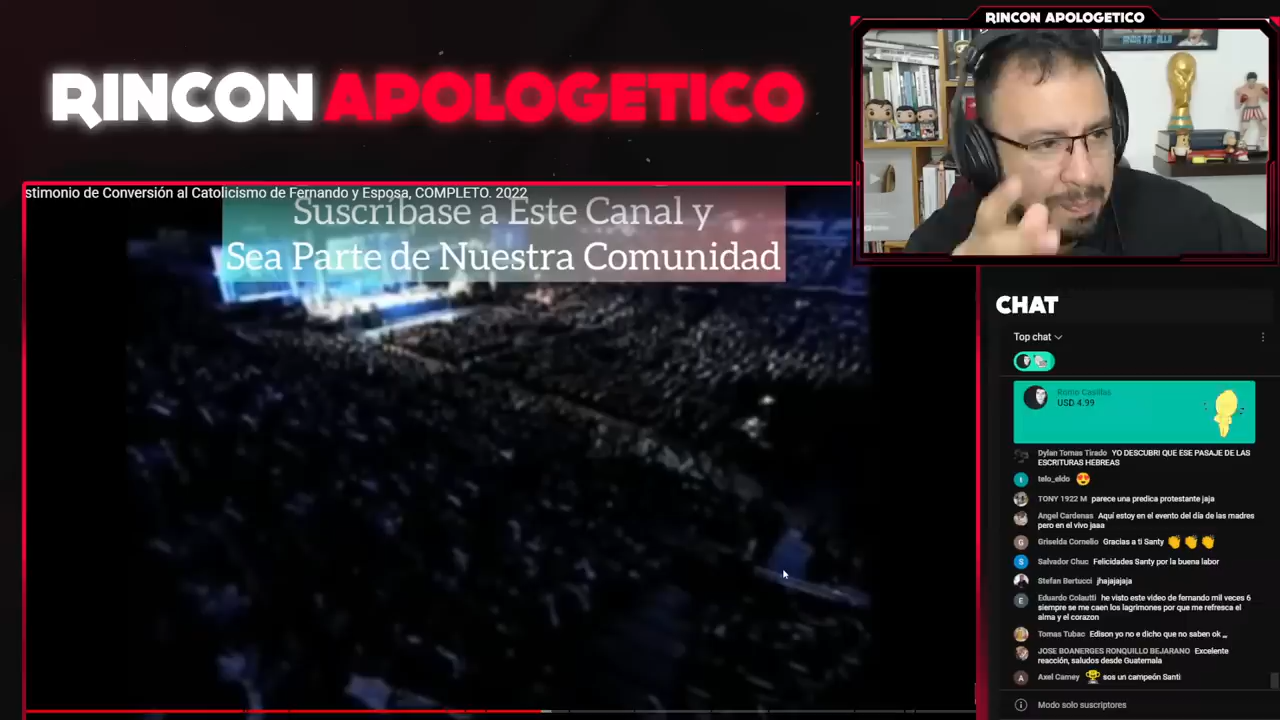 RINCON APOLOGETICO
RINCON APOLOGETICO
stimonio de Conversión al Catolicismo de Fernando y Esposa, COMPLETO. 2022
Suscríbase a Este Canal y
Sea Parte de Nuestra Comunidad
CHAT
Top chat
Romo Casillas
USD 4.99
Dylan Tomas Tirado YO DESCUBRI QUE ESE PASAJE DE LAS
ESCRITURAS HEBREAS
telo_eldo
TONY 1922 M parece una predica protestante jaja
Angel Cardenas Aquí estoy en el evento del día de las madres
pero en el vivo jaaa
Griselda Cornelio Gracias a ti Santy
Salvador Chuc Felicidades Santy por la buena labor
Stefan Bertucci jhajajajaja
Eduardo Colautti he visto este video de fernando mil veces 6
siempre se me caen los lagrimones por que me refresca el
alma y el corazon
Tomas Tubac Edison yo no e dicho que no saben ok ,,,
JOSE BOANERGES RONQUILLO BEJARANO Excelente
reacción, saludos desde Guatemala
Axel Carney sos un campeón Santi
Modo solo suscriptores